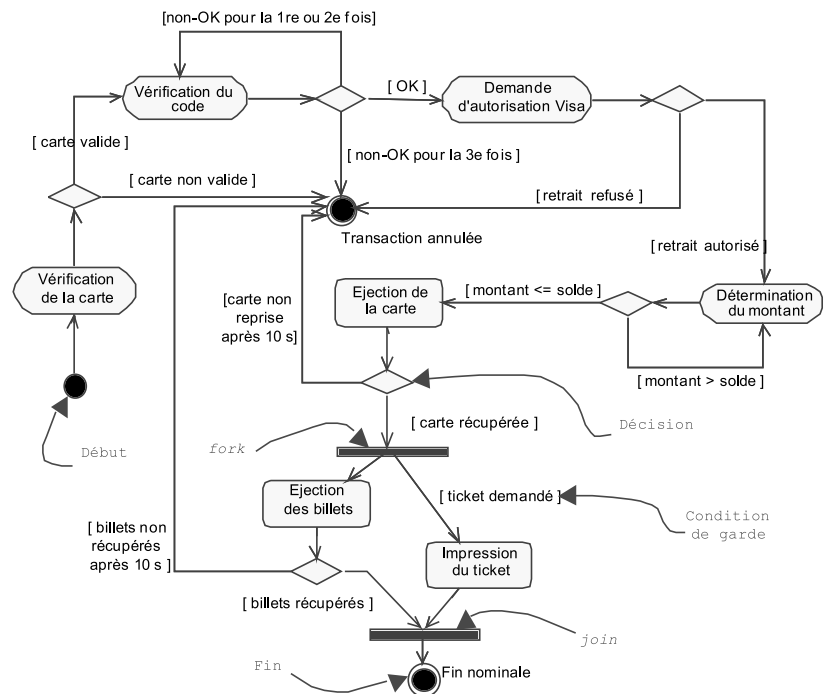 [non-OK pour la 1re ou 2e fois]
Vérification du
code
[ OK ]
Demande
d'autorisation Visa
[ carte valide ]
[ non-OK pour la 3e fois ]
[ carte non valide ]
[ retrait refusé ]
Transaction annulée
[ retrait autorisé ]
Vérification
de la carte
[carte non
reprise
après 10 s]
Ejection de
la carte
[ montant <= solde ]
Détermination
du montant
[ montant > solde ]
Décision
[ carte récupérée ]
Début
fork
Ejection
des billets
[ ticket demandé ]
Condition
de garde
[ billets non
récupérés
après 10 s ]
Impression
du ticket
[ billets récupérés ]
join
Fin
Fin nominale